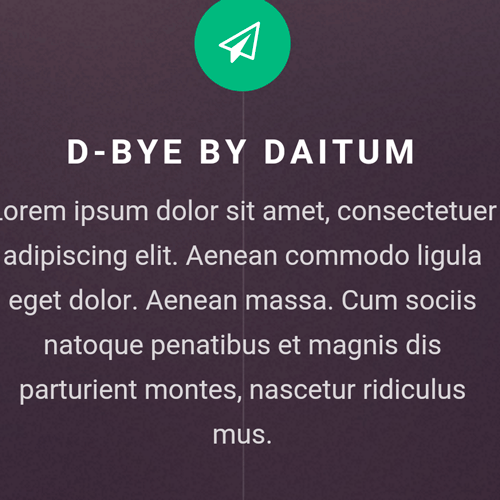 D-BYE BY DAITUM
Lorem ipsum dolor sit amet, consectetuer
adipiscing elit. Aenean commodo ligula
eget dolor. Aenean massa. Cum sociis
natoque penatibus et magnis dis
parturient montes, nascetur ridiculus
mus.